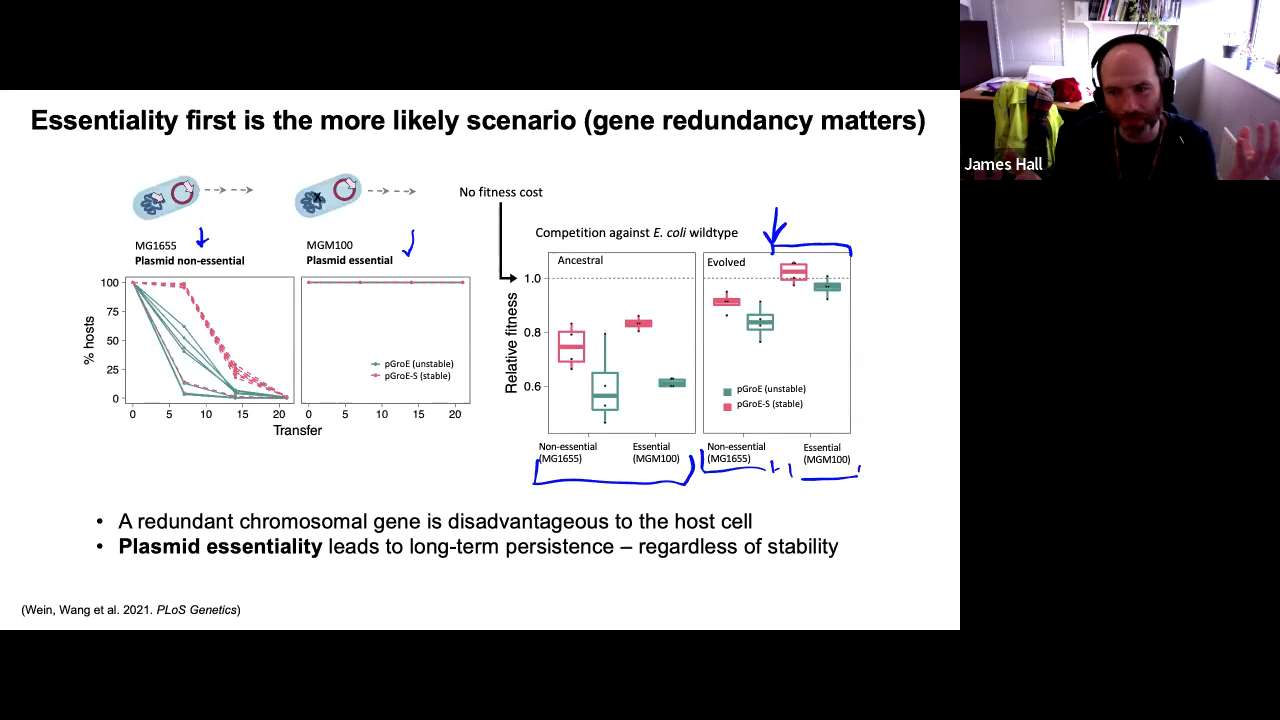 James Hall
Essentiality first is the more likely scenario (gene redundancy matters)
MG1655
Plasmid non-essential
MGM100
Plasmid essential
% hosts
100
75
50
25
0
0
5
10
15
20
0
5
10
15
20
Transfer
pGroE (unstable)
pGroE-S (stable)
No fitness cost
Competition against E. coli wildtype
Ancestral
Evolved
Relative fitness
1.0
0.8
0.6
pGroE (unstable)
pGroE-S (stable)
Non-essential
(MG1655)
Essential
(MGM100)
Non-essential
(MG1655)
Essential
(MGM100)
• A redundant chromosomal gene is disadvantageous to the host cell
• Plasmid essentiality leads to long-term persistence – regardless of stability
(Wein, Wang et al. 2021. PLoS Genetics)